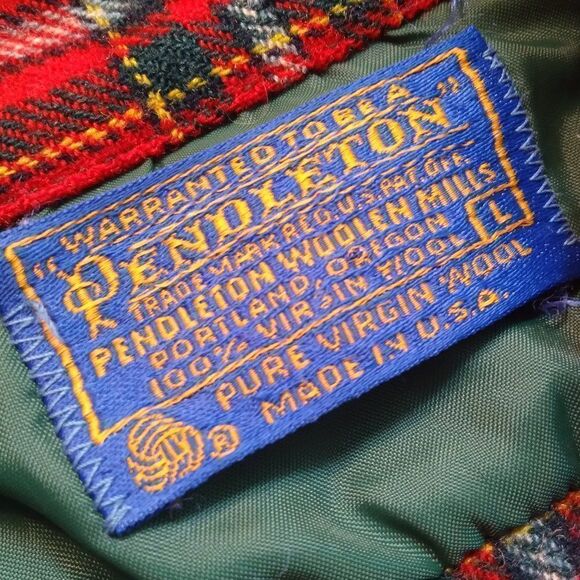 "WARRANTED TO BE A
PENDLETON"
TRADE MARK REG. U.S. PAT. OFF.
PENDLETON WOOLEN MILLS
PORTLAND, OREGON L
100% VIRGIN WOOL
PURE VIRGIN WOOL
® MADE IN U.S.A.